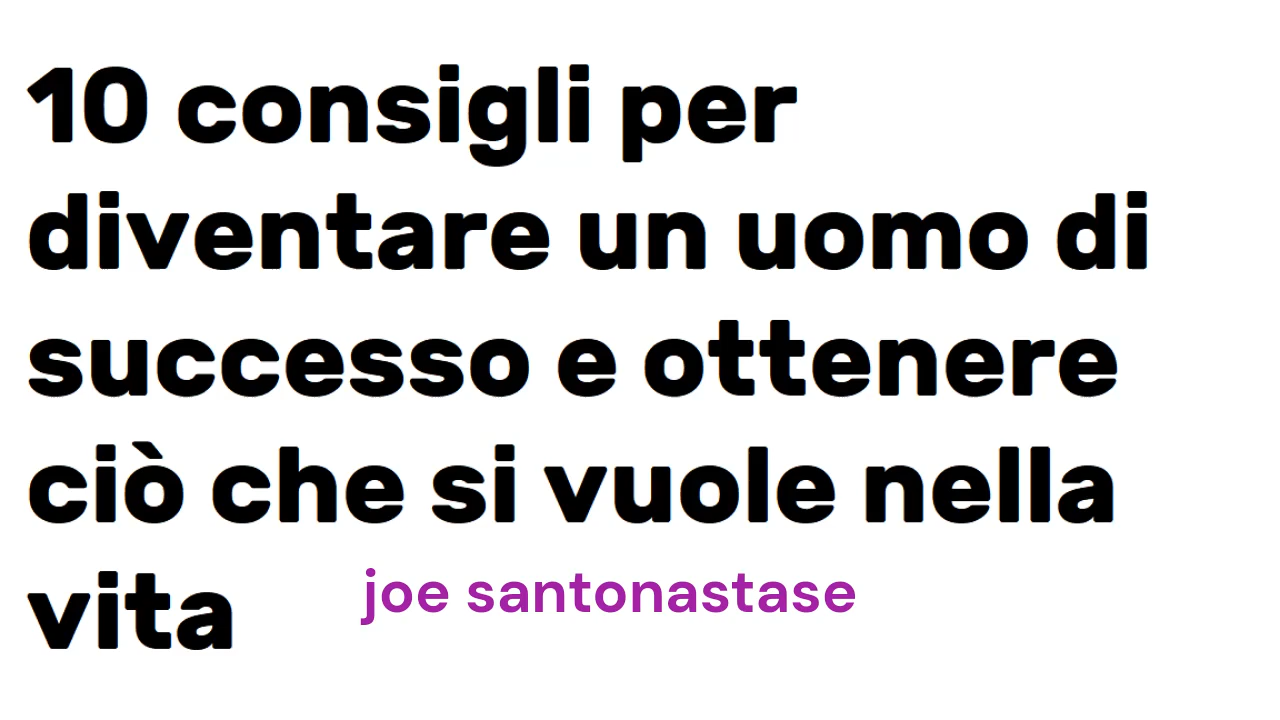 10 consigli per
diventare un uomo di
successo e ottenere
ciò che si vuole nella
vita
joe santonastase